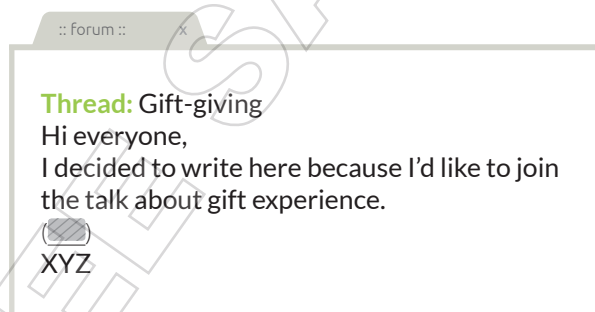 :: forum :: x
Thread: Gift-giving
Hi everyone,
I decided to write here because I'd like to join
the talk about gift experience.
(____)
XYZ